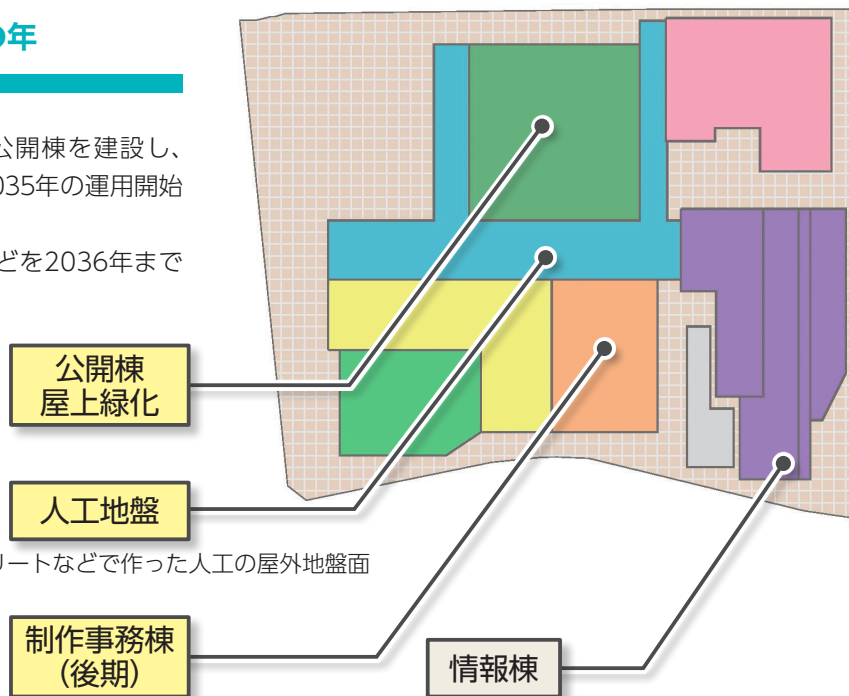 年
公開棟を建設し、
035年の運用開始
どを2036年まで
公開棟
屋上緑化
人工地盤
リートなどで作った人工の屋外地盤面
制作事務棟
（後期）
情報棟